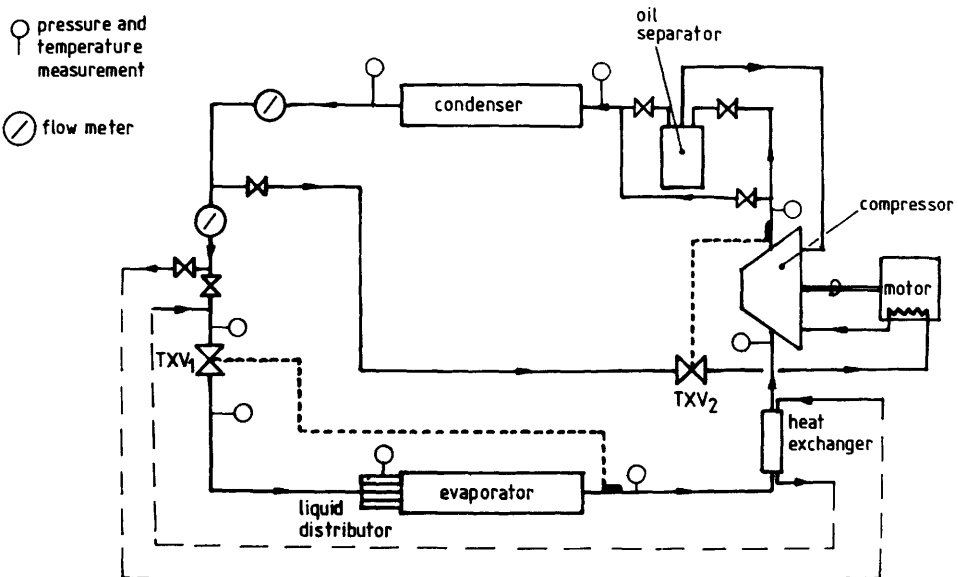 pressure and
temperature
measurement
flow meter
oil
separator
condenser
compressor
motor
TXV₁
TXV₂
heat
exchanger
evaporator
liquid
distributor